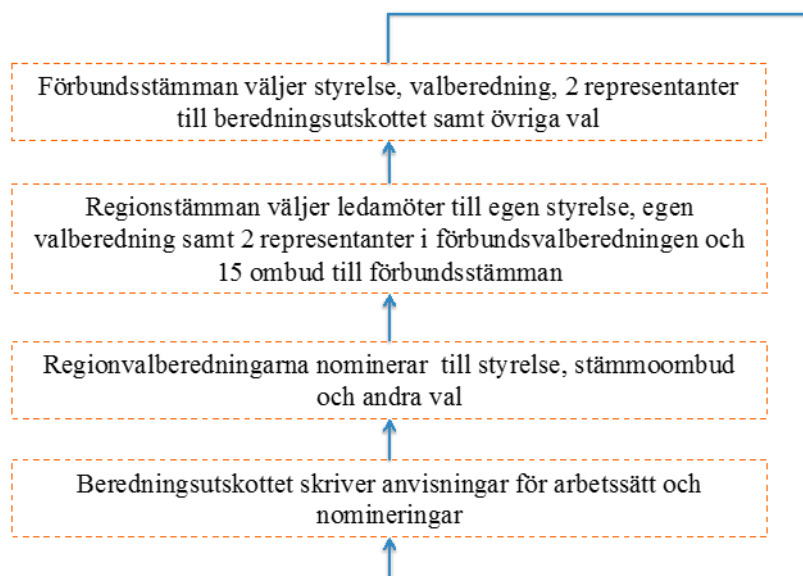 Förbundsstämman väljer styrelse, valberedning, 2 representanter
till beredningsutskottet samt övriga val
Regionstämman väljer ledamöter till egen styrelse, egen
valberedning samt 2 representanter i förbundsvalberedningen och
15 ombud till förbundsstämman
Regionvalberedningarna nominerar till styrelse, stämmoombud
och andra val
Beredningsutskottet skriver anvisningar för arbetssätt och
nomineringar